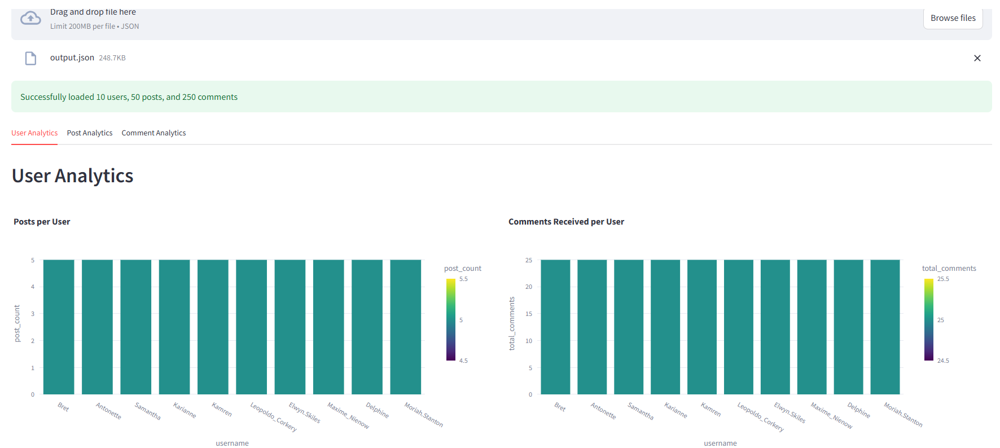 Drag and drop file here
Limit 200MB per file • JSON
Browse files
output.json 248.7KB
Successfully loaded 10 users, 50 posts, and 250 comments
User Analytics Post Analytics Comment Analytics
User Analytics
Posts per User
5
4
3
2
1
0
post_count
Bret
Antonette
Samantha
Karianne
Kamren
Leopoldo_Corkery
Elwyn.Skiles
Maxime_Nienow
Delphine
Moriah.Stanton
username
post_count
5.5
5
4.5
Comments Received per User
25
20
15
10
5
0
total_comments
Bret
Antonette
Samantha
Karianne
Kamren
Leopoldo_Corkery
Elwyn.Skiles
Maxime_Nienow
Delphine
Moriah.Stanton
username
total_comments
25.5
25
24.5